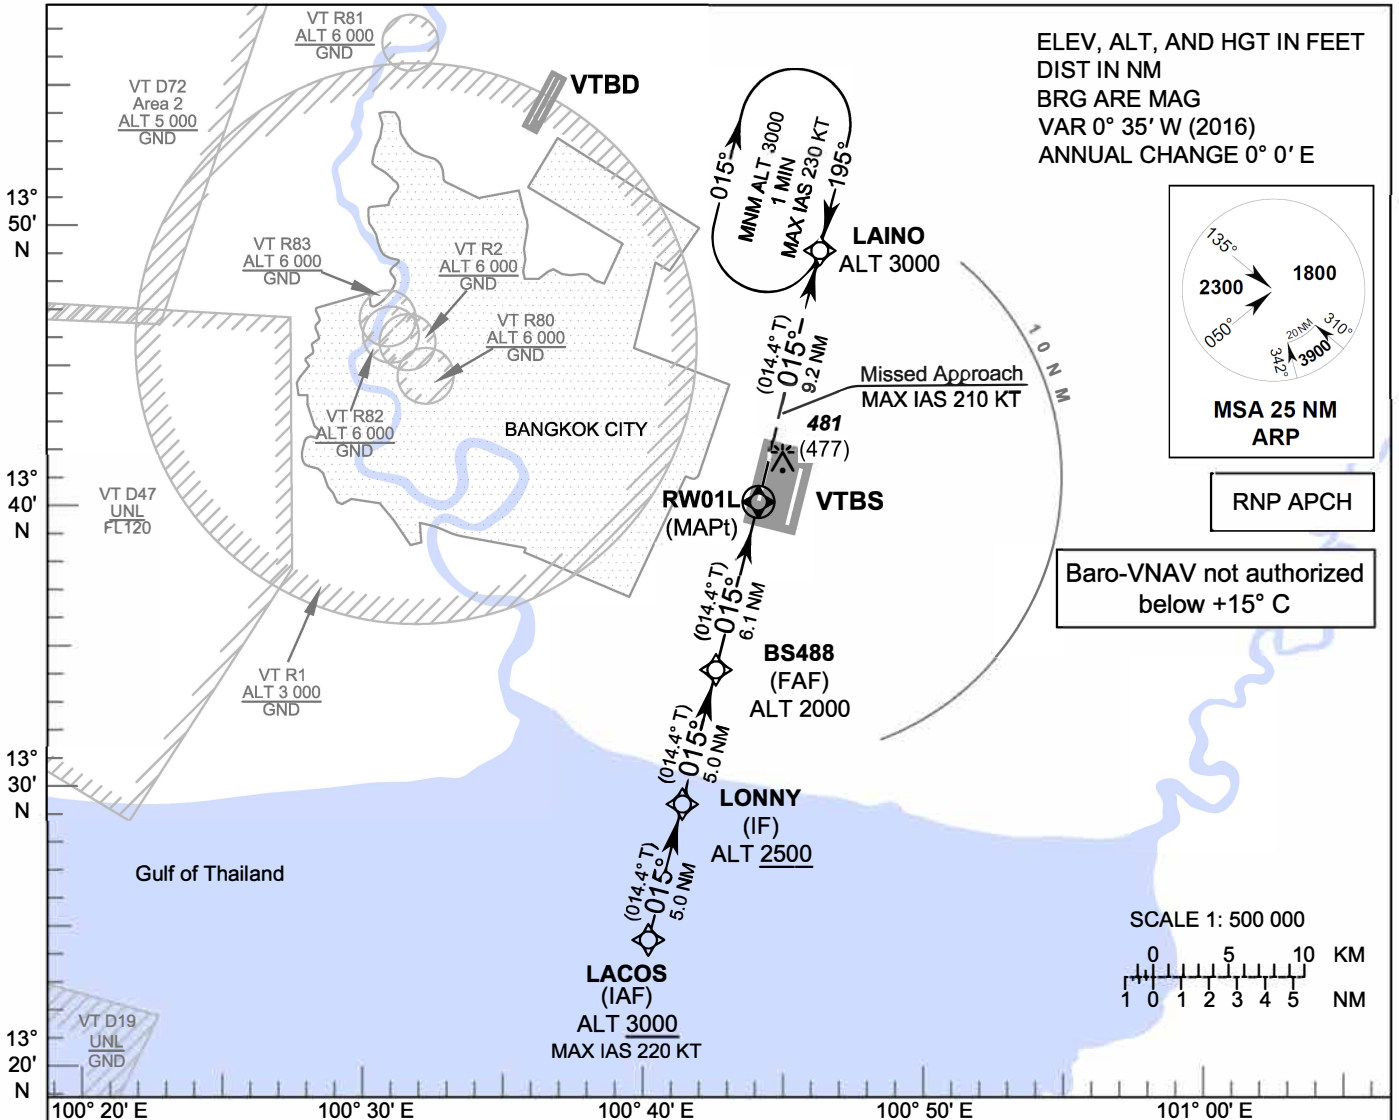 VT R81
ALT 6 000
GND
ELEV, ALT, AND HGT IN FEET
DIST IN NM
BRG ARE MAG
VAR 0° 35′ W (2016)
ANNUAL CHANGE 0° 0′ E
VT D72
Area 2
ALT 5 000
GND
VTBD
015°
MNM ALT 3000
1 MIN
MAX IAS 230 KT
195°
LAINO
ALT 3000
13°
50'
N
VT R83
ALT 6 000
GND
VT R2
ALT 6 000
GND
VT R80
ALT 6 000
GND
VT R82
ALT 6 000
GND
BANGKOK CITY
135°
2300
1800
050°
20 NM
310°
342°
3900
MSA 25 NM
ARP
10 NM
(014.4° T)
015°
9.2 NM
Missed Approach
MAX IAS 210 KT
481
(477)
13°
40'
N
VT D47
UNL
FL120
RW01L
(MAPt)
VTBS
RNP APCH
Baro-VNAV not authorized
below +15° C
(014.4° T)
015°
6.1 NM
VT R1
ALT 3 000
GND
BS488
(FAF)
ALT 2000
(014.4° T)
015°
5.0 NM
13°
30'
N
LONNY
(IF)
ALT 2500
Gulf of Thailand
(014.4° T)
015°
5.0 NM
LACOS
(IAF)
ALT 3000
MAX IAS 220 KT
SCALE 1: 500 000
0 5 10 KM
1 0 1 2 3 4 5 NM
VT D19
UNL
GND
13°
20'
N
100° 20' E 100° 30' E 100° 40' E 100° 50' E 101° 00' E